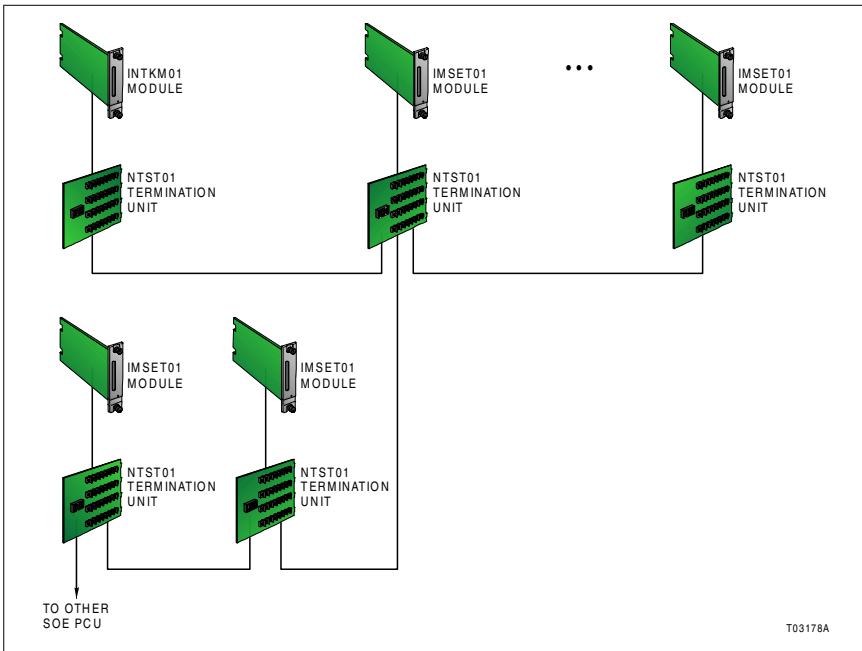 INTKM01
MODULE
IMSET01
MODULE
• • •
IMSET01
MODULE
NTST01
TERMINATION
UNIT
NTST01
TERMINATION
UNIT
NTST01
TERMINATION
UNIT
IMSET01
MODULE
IMSET01
MODULE
NTST01
TERMINATION
UNIT
NTST01
TERMINATION
UNIT
TO OTHER
SOE PCU
T03178A